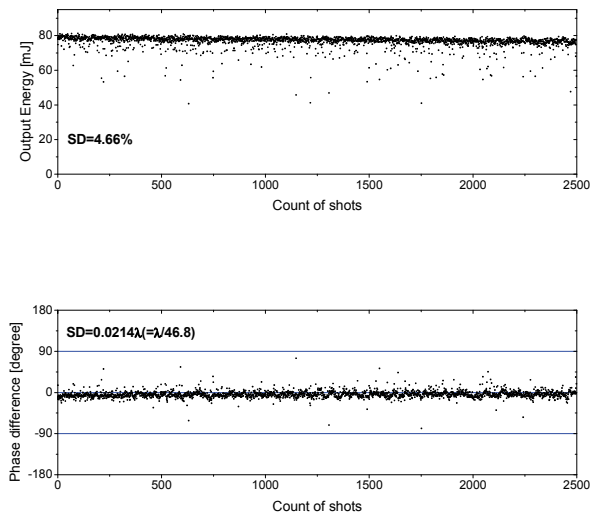 80
60
40
20
0
Output Energy [mJ]
SD=4.66%
0 500 1000 1500 2000 2500
Count of shots
180
90
0
-90
-180
Phase difference [degree]
SD=0.0214λ(=λ/46.8)
0 500 1000 1500 2000 2500
Count of shots